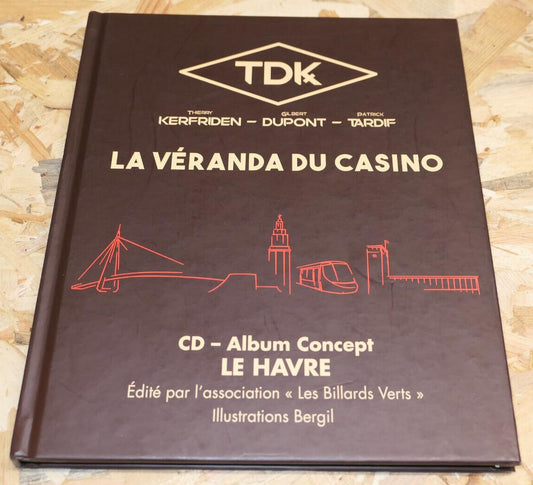 TDK
THIERRY GILBERT PATRICK
KERFRIDEN – DUPONT – TARDIF
LA VÉRANDA DU CASINO
CD – Album Concept
LE HAVRE
Édité par l'association « Les Billards Verts »
Illustrations Bergil